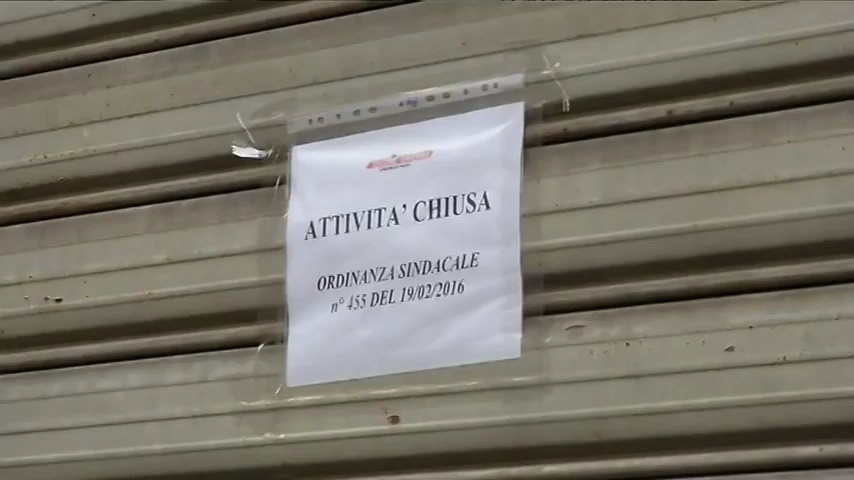 ATTIVITA' CHIUSA
ORDINANZA SINDACALE
n° 455 DEL 19/02/2016